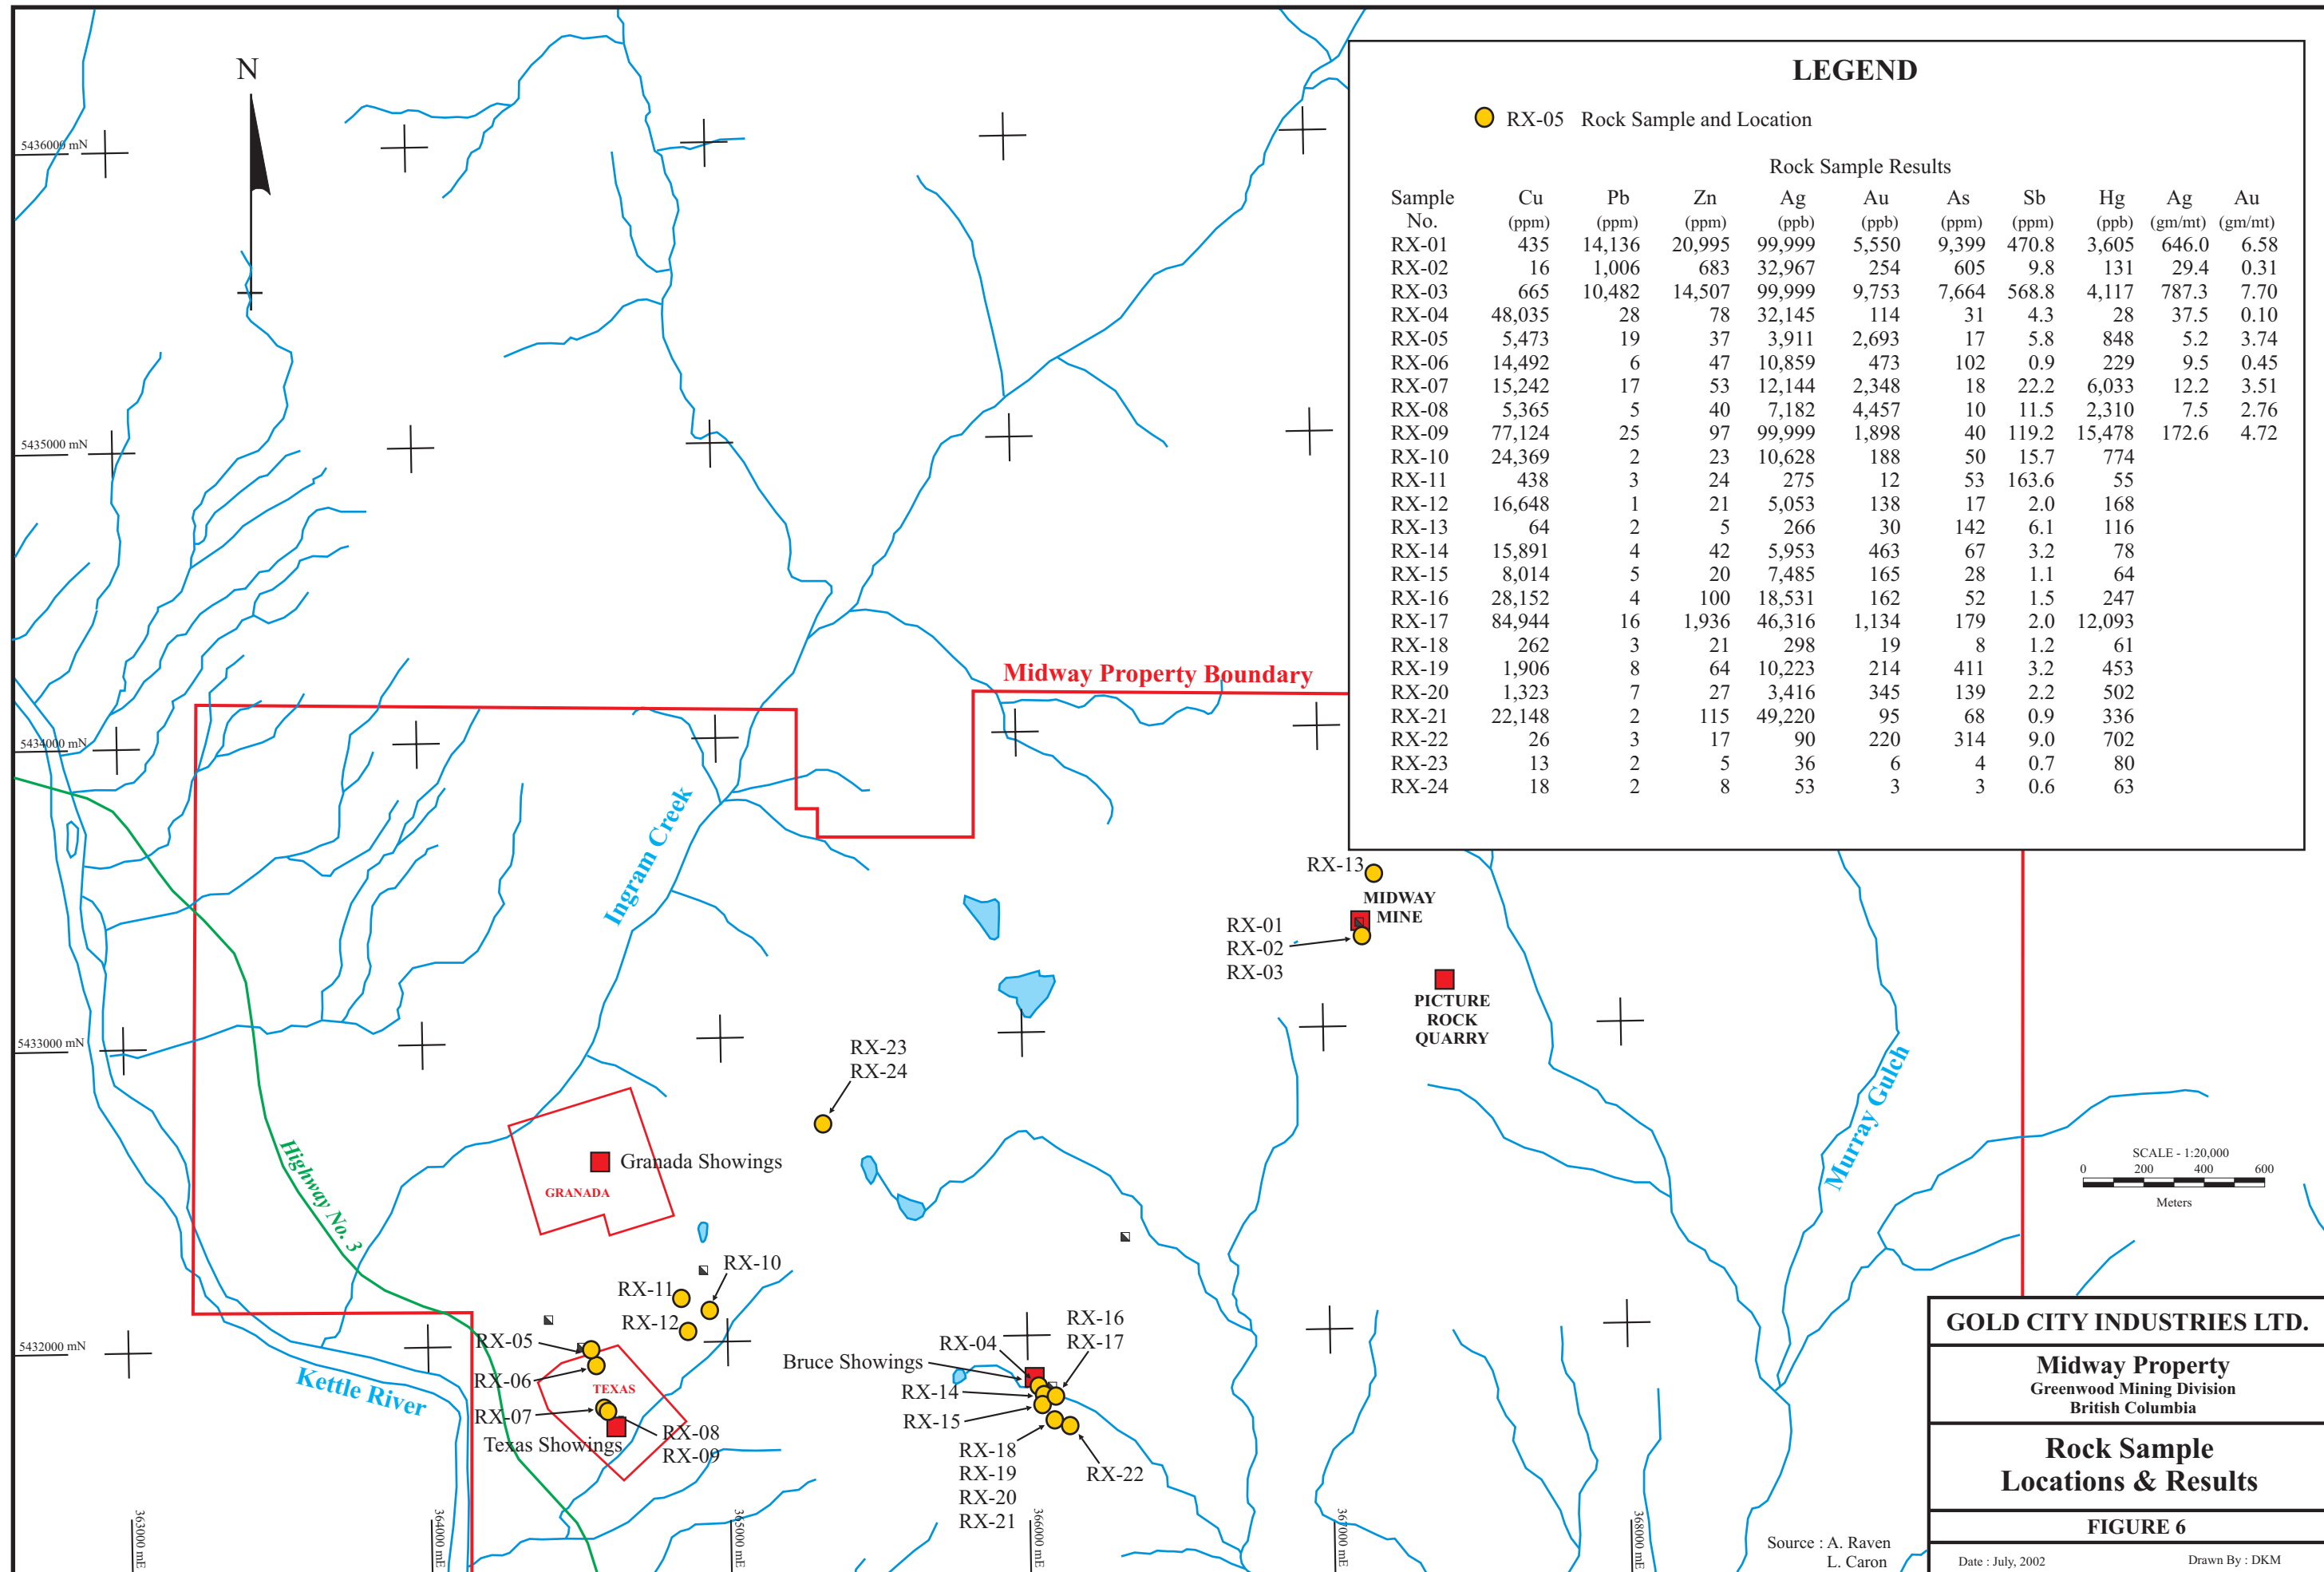 N
5436000 mN
5435000 mN
5434000 mN
5433000 mN
5432000 mN
LEGEND
RX-05 Rock Sample and Location
Rock Sample Results
Sample No. Cu (ppm) Pb (ppm) Zn (ppm) Ag (ppb) Au (ppb) As (ppm) Sb (ppm) Hg (ppb) Ag (gm/mt) Au (gm/mt)
RX-01 435 14,136 20,995 99,999 5,550 9,399 470.8 3,605 646.0 6.58
RX-02 16 1,006 683 32,967 254 605 9.8 131 29.4 0.31
RX-03 665 10,482 14,507 99,999 9,753 7,664 568.8 4,117 787.3 7.70
RX-04 48,035 28 78 32,145 114 31 4.3 28 37.5 0.10
RX-05 5,473 19 37 3,911 2,693 17 5.8 848 5.2 3.74
RX-06 14,492 6 47 10,859 473 102 0.9 229 9.5 0.45
RX-07 15,242 17 53 12,144 2,348 18 22.2 6,033 12.2 3.51
RX-08 5,365 5 40 7,182 4,457 10 11.5 2,310 7.5 2.76
RX-09 77,124 25 97 99,999 1,898 40 119.2 15,478 172.6 4.72
RX-10 24,369 2 23 10,628 188 50 15.7 774
RX-11 438 3 24 275 12 53 163.6 55
RX-12 16,648 1 21 5,053 138 17 2.0 168
RX-13 64 2 5 266 30 142 6.1 116
RX-14 15,891 4 42 5,953 463 67 3.2 78
RX-15 8,014 5 20 7,485 165 28 1.1 64
RX-16 28,152 4 100 18,531 162 52 1.5 247
RX-17 84,944 16 1,936 46,316 1,134 179 2.0 12,093
RX-18 262 3 21 298 19 8 1.2 61
RX-19 1,906 8 64 10,223 214 411 3.2 453
RX-20 1,323 7 27 3,416 345 139 2.2 502
RX-21 22,148 2 115 49,220 95 68 0.9 336
RX-22 26 3 17 90 220 314 9.0 702
RX-23 13 2 5 36 6 4 0.7 80
RX-24 18 2 8 53 3 3 0.6 63
Midway Property Boundary
Ingram Creek
RX-13
MIDWAY
MINE
RX-01
RX-02
RX-03
PICTURE
ROCK
QUARRY
RX-23
RX-24
Murray Gulch
Highway No. 3
Granada Showings
GRANADA
SCALE - 1:20,000
0 200 400 600
Meters
RX-10
RX-11
RX-12
RX-05
RX-06
TEXAS
RX-07
Texas Showings
RX-08
RX-09
Kettle River
RX-16
RX-17
RX-04
Bruce Showings
RX-14
RX-15
RX-18
RX-19
RX-20
RX-21
RX-22
363000 mE
364000 mE
365000 mE
366000 mE
367000 mE
368000 mE
Source : A. Raven
L. Caron
GOLD CITY INDUSTRIES LTD.
Midway Property
Greenwood Mining Division
British Columbia
Rock Sample
Locations & Results
FIGURE 6
Date : July, 2002 Drawn By : DKM